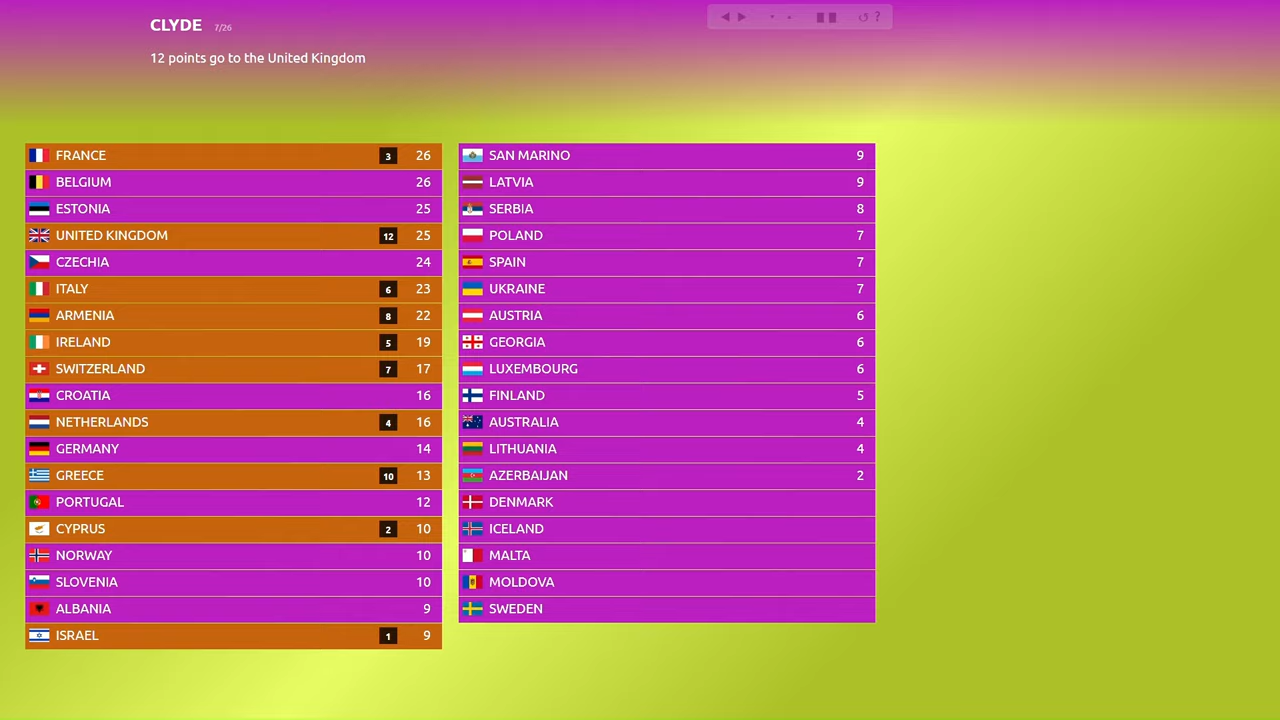 CLYDE 7/26
12 points go to the United Kingdom
FRANCE 3 26
BELGIUM 26
ESTONIA 25
UNITED KINGDOM 12 25
CZECHIA 24
ITALY 6 23
ARMENIA 8 22
IRELAND 5 19
SWITZERLAND 7 17
CROATIA 16
NETHERLANDS 4 16
GERMANY 14
GREECE 10 13
PORTUGAL 12
CYPRUS 2 10
NORWAY 10
SLOVENIA 10
ALBANIA 9
ISRAEL 1 9
SAN MARINO 9
LATVIA 9
SERBIA 8
POLAND 7
SPAIN 7
UKRAINE 7
AUSTRIA 6
GEORGIA 6
LUXEMBOURG 6
FINLAND 5
AUSTRALIA 4
LITHUANIA 4
AZERBAIJAN 2
DENMARK
ICELAND
MALTA
MOLDOVA
SWEDEN